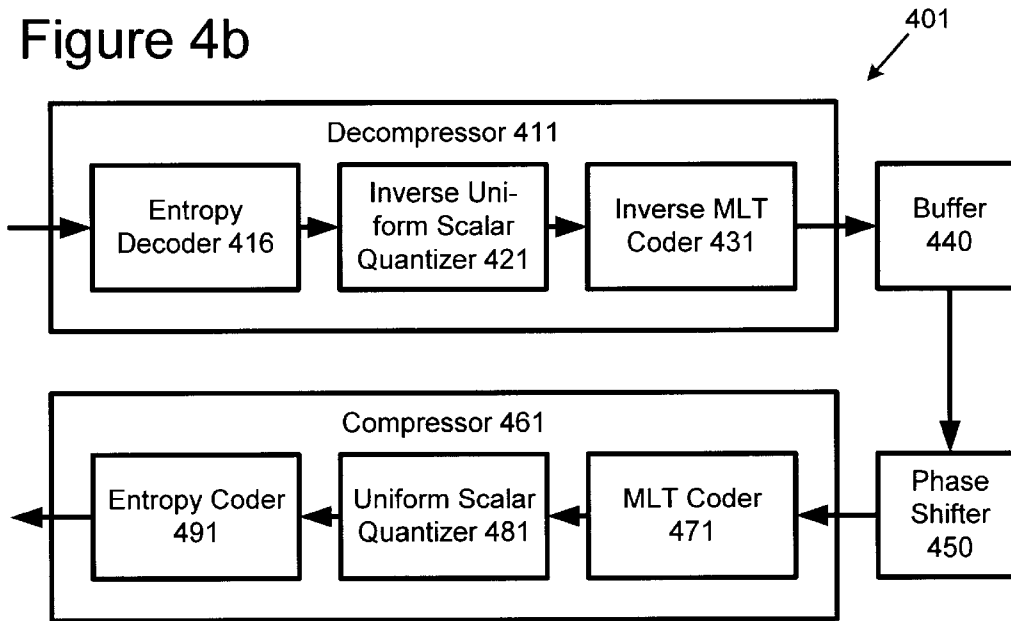 Figure 4b
401
Decompressor 411
Entropy
Decoder 416
Inverse Uni-
form Scalar
Quantizer 421
Inverse MLT
Coder 431
Buffer
440
Compressor 461
Entropy Coder
491
Uniform Scalar
Quantizer 481
MLT Coder
471
Phase
Shifter
450